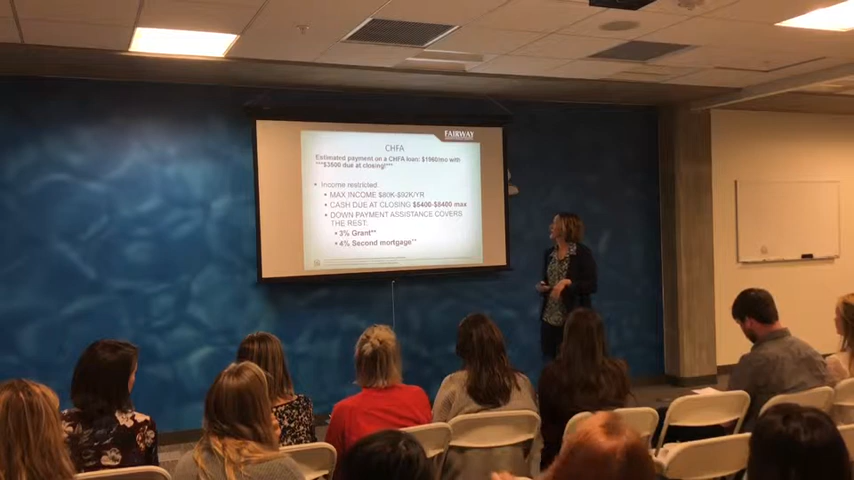 FAIRWAY
CHFA
Estimated payment on a CHFA loan: $1960/mo with
**$3800 due at closing!***
• Income restricted
• MAX INCOME $80K-$92K/YR
• CASH DUE AT CLOSING $5400-$8400 max
• DOWN PAYMENT ASSISTANCE COVERS
THE REST:
• 3% Grant**
• 4% Second mortgage**